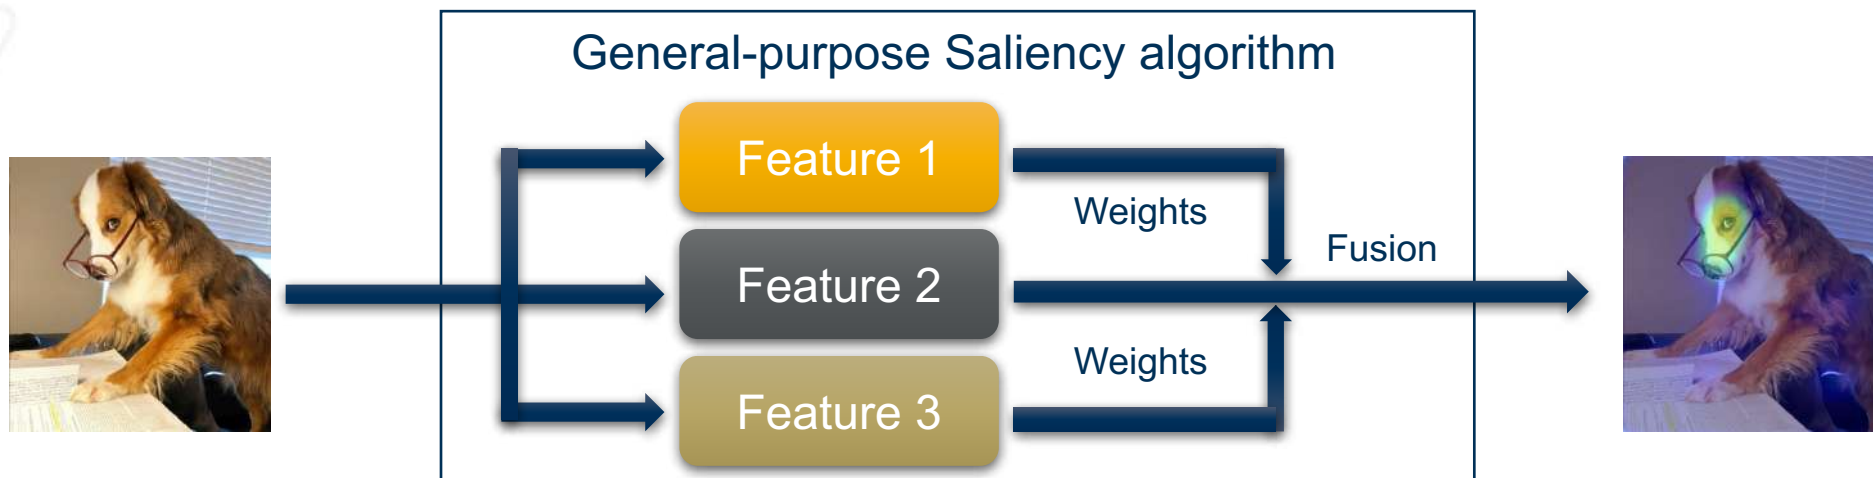 General-purpose Saliency algorithm
Feature 1
Weights
Feature 2
Fusion
Weights
Feature 3